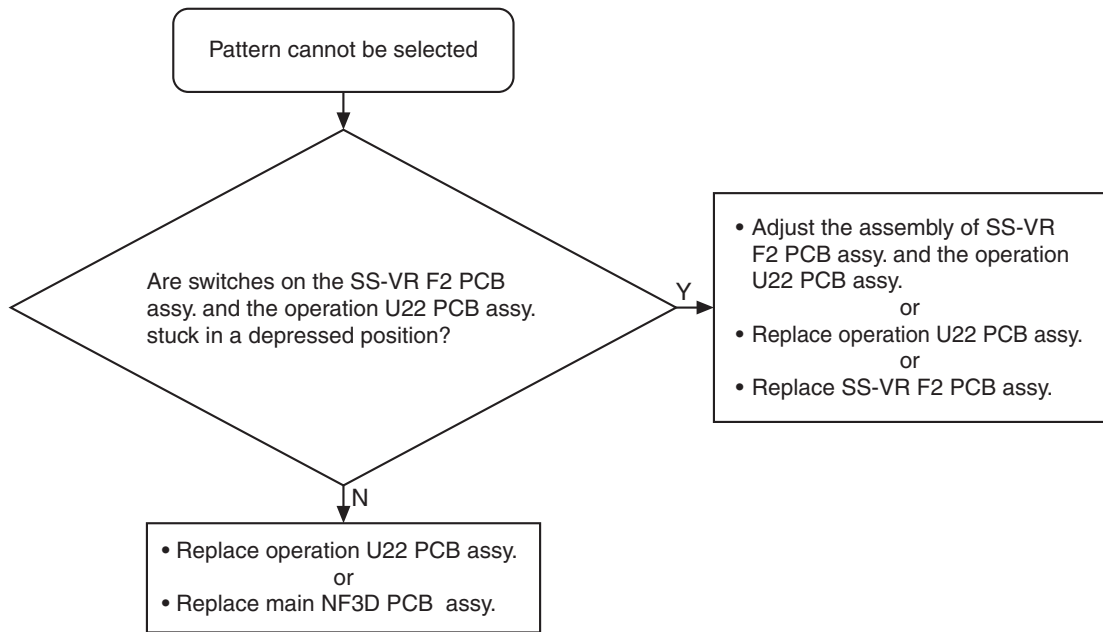 Pattern cannot be selected
Are switches on the SS-VR F2 PCB
assy. and the operation U22 PCB assy.
stuck in a depressed position?
Y
• Adjust the assembly of SS-VR
F2 PCB assy. and the operation
U22 PCB assy.
or
• Replace operation U22 PCB assy.
or
• Replace SS-VR F2 PCB assy.
N
• Replace operation U22 PCB assy.
or
• Replace main NF3D PCB assy.